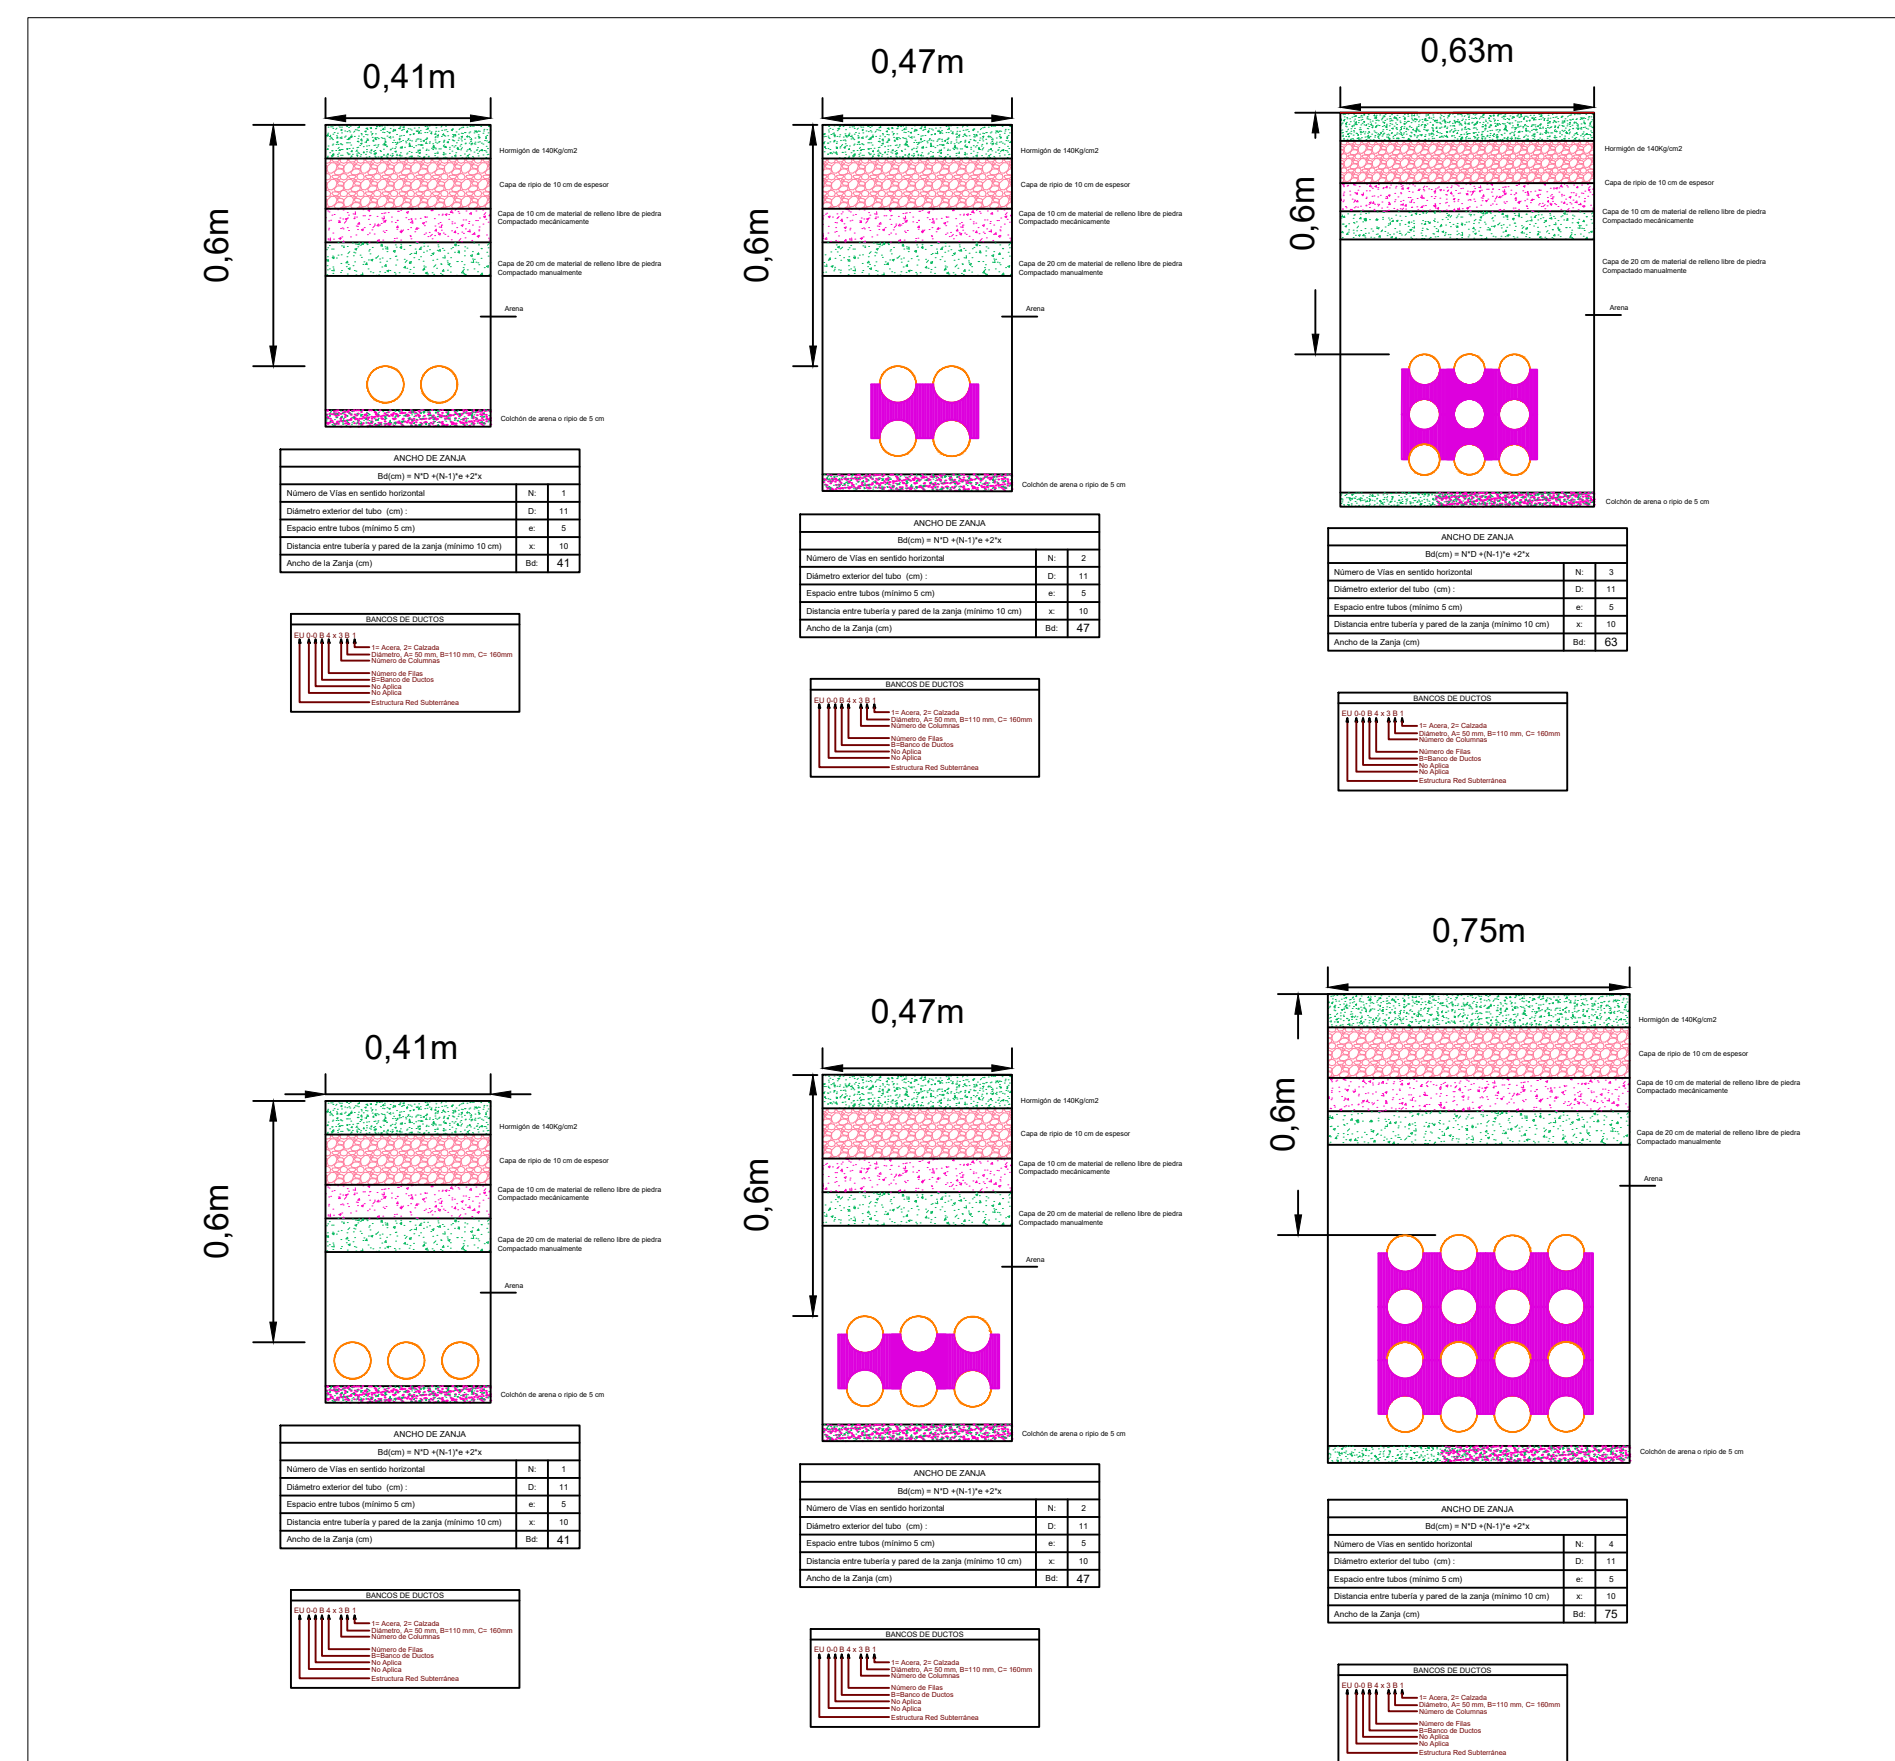 0,41m
0,6m
Hormigón de 140Kg/cm2
Capa de ripio de 10 cm de espesor
Capa de 10 cm de material de relleno libre de piedra
Compactado mecánicamente
Capa de 20 cm de material de relleno libre de piedra
Compactado manualmente
Arena
Colchón de arena o ripio de 5 cm
ANCHO DE ZANJA
Bd(cm) = N*D +(N-1)*e +2*x
Número de Vías en sentido horizontal N: 1
Diámetro exterior del tubo (cm) : D: 11
Espacio entre tubos (mínimo 5 cm) e: 5
Distancia entre tubería y pared de la zanja (mínimo 10 cm) x: 10
Ancho de la Zanja (cm) Bd: 41
BANCOS DE DUCTOS
EU 0-0 B 4 x 3 B 1
1= Acera, 2= Calzada
Diámetro, A= 50 mm, B=110 mm, C= 160mm
Número de Columnas
Número de Filas
B=Banco de Ductos
No Aplica
No Aplica
Estructura Red Subterránea
0,47m
0,6m
Hormigón de 140Kg/cm2
Capa de ripio de 10 cm de espesor
Capa de 10 cm de material de relleno libre de piedra
Compactado mecánicamente
Capa de 20 cm de material de relleno libre de piedra
Compactado manualmente
Arena
Colchón de arena o ripio de 5 cm
ANCHO DE ZANJA
Bd(cm) = N*D +(N-1)*e +2*x
Número de Vías en sentido horizontal N: 2
Diámetro exterior del tubo (cm) : D: 11
Espacio entre tubos (mínimo 5 cm) e: 5
Distancia entre tubería y pared de la zanja (mínimo 10 cm) x: 10
Ancho de la Zanja (cm) Bd: 47
BANCOS DE DUCTOS
EU 0-0 B 4 x 3 B 1
1= Acera, 2= Calzada
Diámetro, A= 50 mm, B=110 mm, C= 160mm
Número de Columnas
Número de Filas
B=Banco de Ductos
No Aplica
No Aplica
Estructura Red Subterránea
0,63m
0,6m
Hormigón de 140Kg/cm2
Capa de ripio de 10 cm de espesor
Capa de 10 cm de material de relleno libre de piedra
Compactado mecánicamente
Capa de 20 cm de material de relleno libre de piedra
Compactado manualmente
Arena
Colchón de arena o ripio de 5 cm
ANCHO DE ZANJA
Bd(cm) = N*D +(N-1)*e +2*x
Número de Vías en sentido horizontal N: 3
Diámetro exterior del tubo (cm) : D: 11
Espacio entre tubos (mínimo 5 cm) e: 5
Distancia entre tubería y pared de la zanja (mínimo 10 cm) x: 10
Ancho de la Zanja (cm) Bd: 63
BANCOS DE DUCTOS
EU 0-0 B 4 x 3 B 1
1= Acera, 2= Calzada
Diámetro, A= 50 mm, B=110 mm, C= 160mm
Número de Columnas
Número de Filas
B=Banco de Ductos
No Aplica
No Aplica
Estructura Red Subterránea
0,41m
0,6m
Hormigón de 140Kg/cm2
Capa de ripio de 10 cm de espesor
Capa de 10 cm de material de relleno libre de piedra
Compactado mecánicamente
Capa de 20 cm de material de relleno libre de piedra
Compactado manualmente
Arena
Colchón de arena o ripio de 5 cm
ANCHO DE ZANJA
Bd(cm) = N*D +(N-1)*e +2*x
Número de Vías en sentido horizontal N: 1
Diámetro exterior del tubo (cm) : D: 11
Espacio entre tubos (mínimo 5 cm) e: 5
Distancia entre tubería y pared de la zanja (mínimo 10 cm) x: 10
Ancho de la Zanja (cm) Bd: 41
BANCOS DE DUCTOS
EU 0-0 B 4 x 3 B 1
1= Acera, 2= Calzada
Diámetro, A= 50 mm, B=110 mm, C= 160mm
Número de Columnas
Número de Filas
B=Banco de Ductos
No Aplica
No Aplica
Estructura Red Subterránea
0,47m
0,6m
Hormigón de 140Kg/cm2
Capa de ripio de 10 cm de espesor
Capa de 10 cm de material de relleno libre de piedra
Compactado mecánicamente
Capa de 20 cm de material de relleno libre de piedra
Compactado manualmente
Arena
Colchón de arena o ripio de 5 cm
ANCHO DE ZANJA
Bd(cm) = N*D +(N-1)*e +2*x
Número de Vías en sentido horizontal N: 2
Diámetro exterior del tubo (cm) : D: 11
Espacio entre tubos (mínimo 5 cm) e: 5
Distancia entre tubería y pared de la zanja (mínimo 10 cm) x: 10
Ancho de la Zanja (cm) Bd: 47
BANCOS DE DUCTOS
EU 0-0 B 4 x 3 B 1
1= Acera, 2= Calzada
Diámetro, A= 50 mm, B=110 mm, C= 160mm
Número de Columnas
Número de Filas
B=Banco de Ductos
No Aplica
No Aplica
Estructura Red Subterránea
0,75m
0,6m
Hormigón de 140Kg/cm2
Capa de ripio de 10 cm de espesor
Capa de 10 cm de material de relleno libre de piedra
Compactado mecánicamente
Capa de 20 cm de material de relleno libre de piedra
Compactado manualmente
Arena
Colchón de arena o ripio de 5 cm
ANCHO DE ZANJA
Bd(cm) = N*D +(N-1)*e +2*x
Número de Vías en sentido horizontal N: 4
Diámetro exterior del tubo (cm) : D: 11
Espacio entre tubos (mínimo 5 cm) e: 5
Distancia entre tubería y pared de la zanja (mínimo 10 cm) x: 10
Ancho de la Zanja (cm) Bd: 75
BANCOS DE DUCTOS
EU 0-0 B 4 x 3 B 1
1= Acera, 2= Calzada
Diámetro, A= 50 mm, B=110 mm, C= 160mm
Número de Columnas
Número de Filas
B=Banco de Ductos
No Aplica
No Aplica
Estructura Red Subterránea